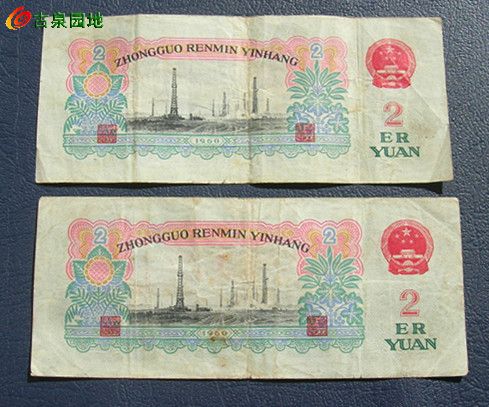 古泉园地
2 2
ZHONGGUO RENMIN YINHANG
2
ER
YUAN
1960
2 2
ZHONGGUO RENMIN YINHANG
2
ER
YUAN
1960